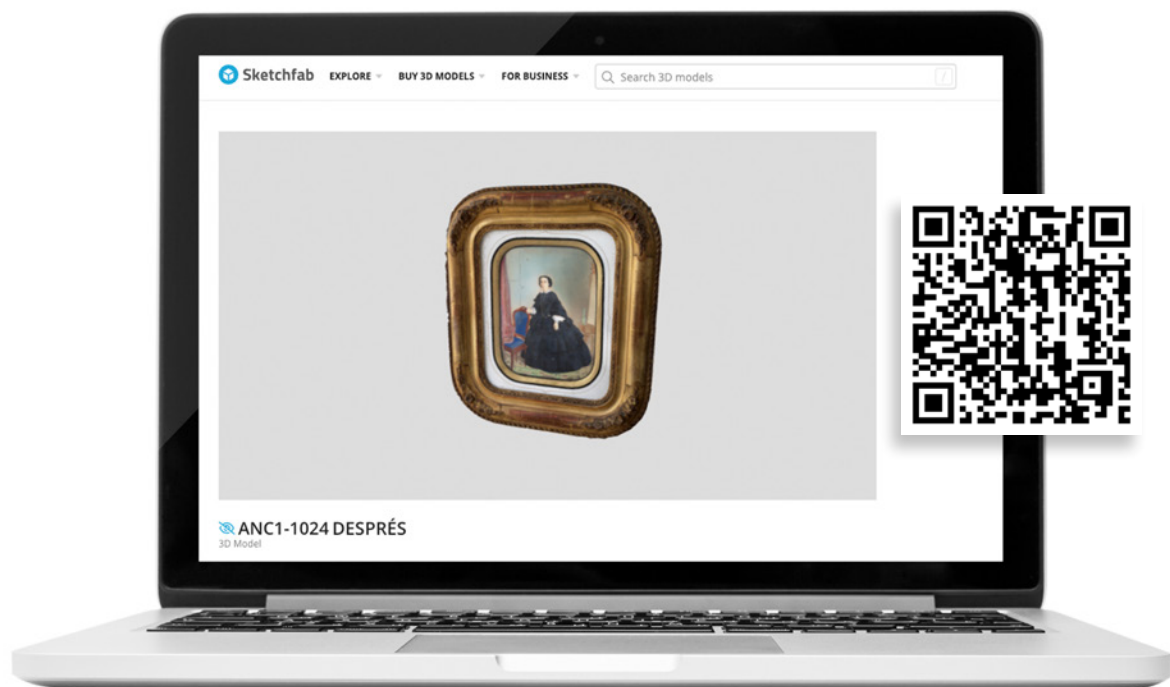 Sketchfab EXPLORE BUY 3D MODELS FOR BUSINESS Search 3D models /
ANC1-1024 DESPRÉS
3D Model